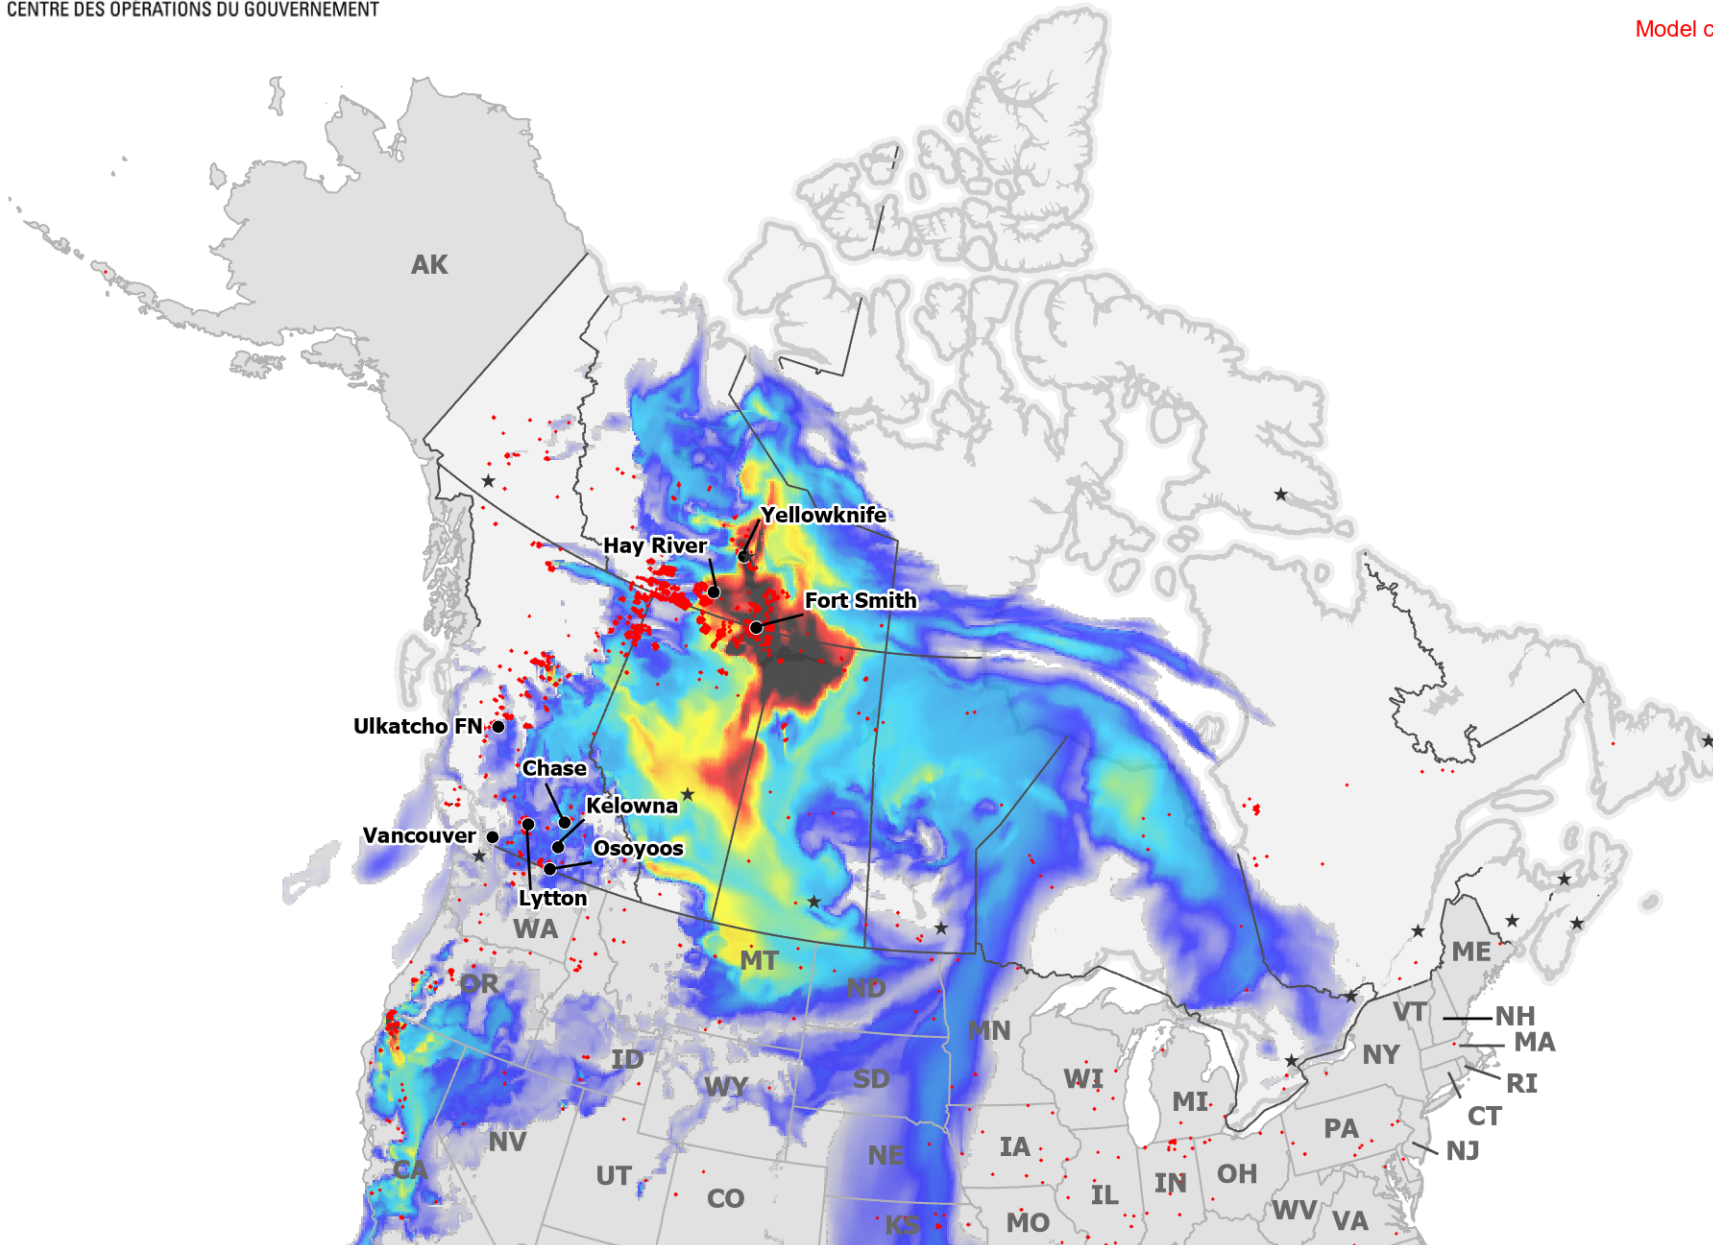 CENTRE DES OPÉRATIONS DU GOUVERNEMENT
Model c
AK
Yellowknife
Hay River
Fort Smith
Ulkatcho FN
Chase
Kelowna
Vancouver
Osoyoos
Lytton
WA
MT
ME
OR
ND
VT
NH
MN
MA
NY
ID
SD
WI
RI
WY
MI
CT
PA
NV
IA
NJ
NE
CA
UT
OH
CO
IN
IL
WV
VA
KS
MO